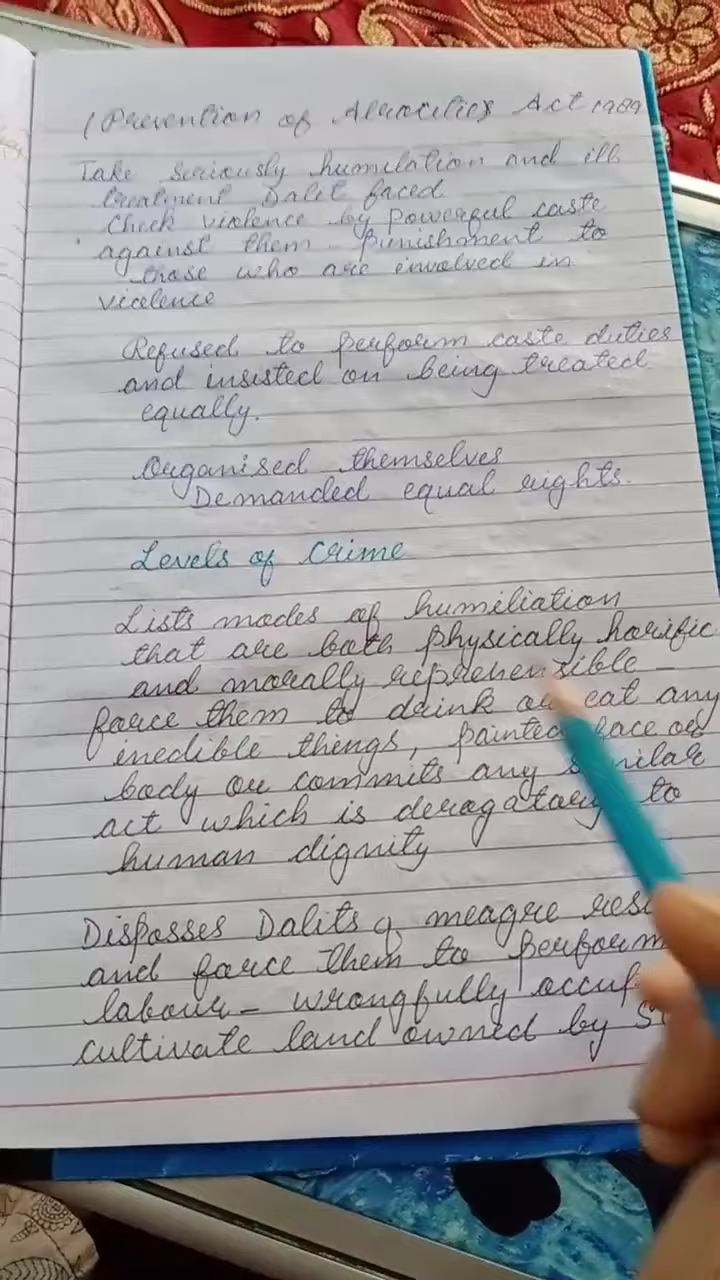 (Prevention of Atrocities Act 1989
Take seriously humilation and ill
treatment Dalit faced
Check violence by powerful caste
against them punishment to
those who are involved in
violence
Refused to perform caste duties
and insisted on being treated
equally.
Organised themselves
Demanded equal rights.
Levels of Crime
Lists modes of humiliation
that are both physically horific
and morally reprehensible -
force them to drink or eat any
inedible things, painted face or
body or commits any similar
act which is derogatory to
human dignity
Disposses Dalits of meagre
and force them to perform
labour - wrongfully
cultivate land owned by